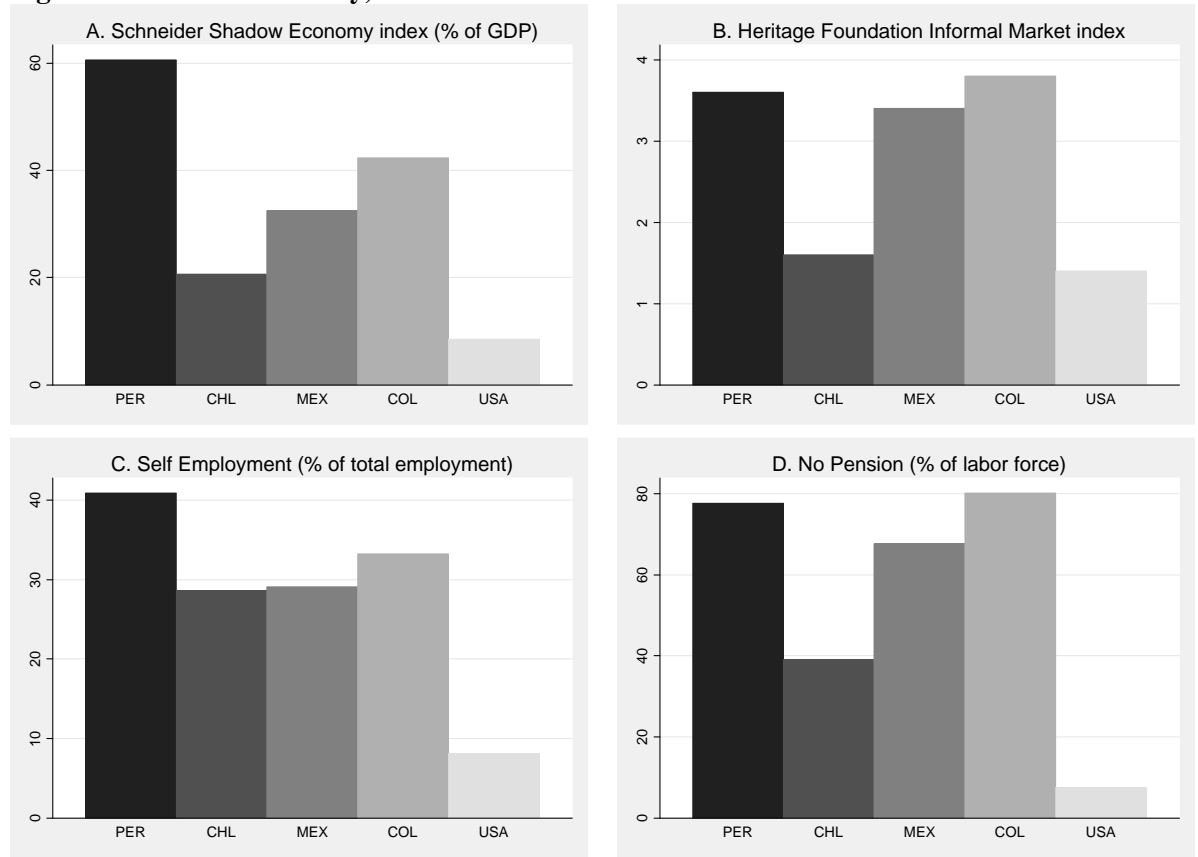 A. Schneider Shadow Economy index (% of GDP)
60
40
20
0
PER CHL MEX COL USA
B. Heritage Foundation Informal Market index
4
3
2
1
0
PER CHL MEX COL USA
C. Self Employment (% of total employment)
40
30
20
10
0
PER CHL MEX COL USA
D. No Pension (% of labor force)
80
60
40
20
0
PER CHL MEX COL USA